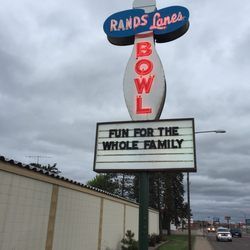 RANDS Lanes
BOWL
FUN FOR THE
WHOLE FAMILY